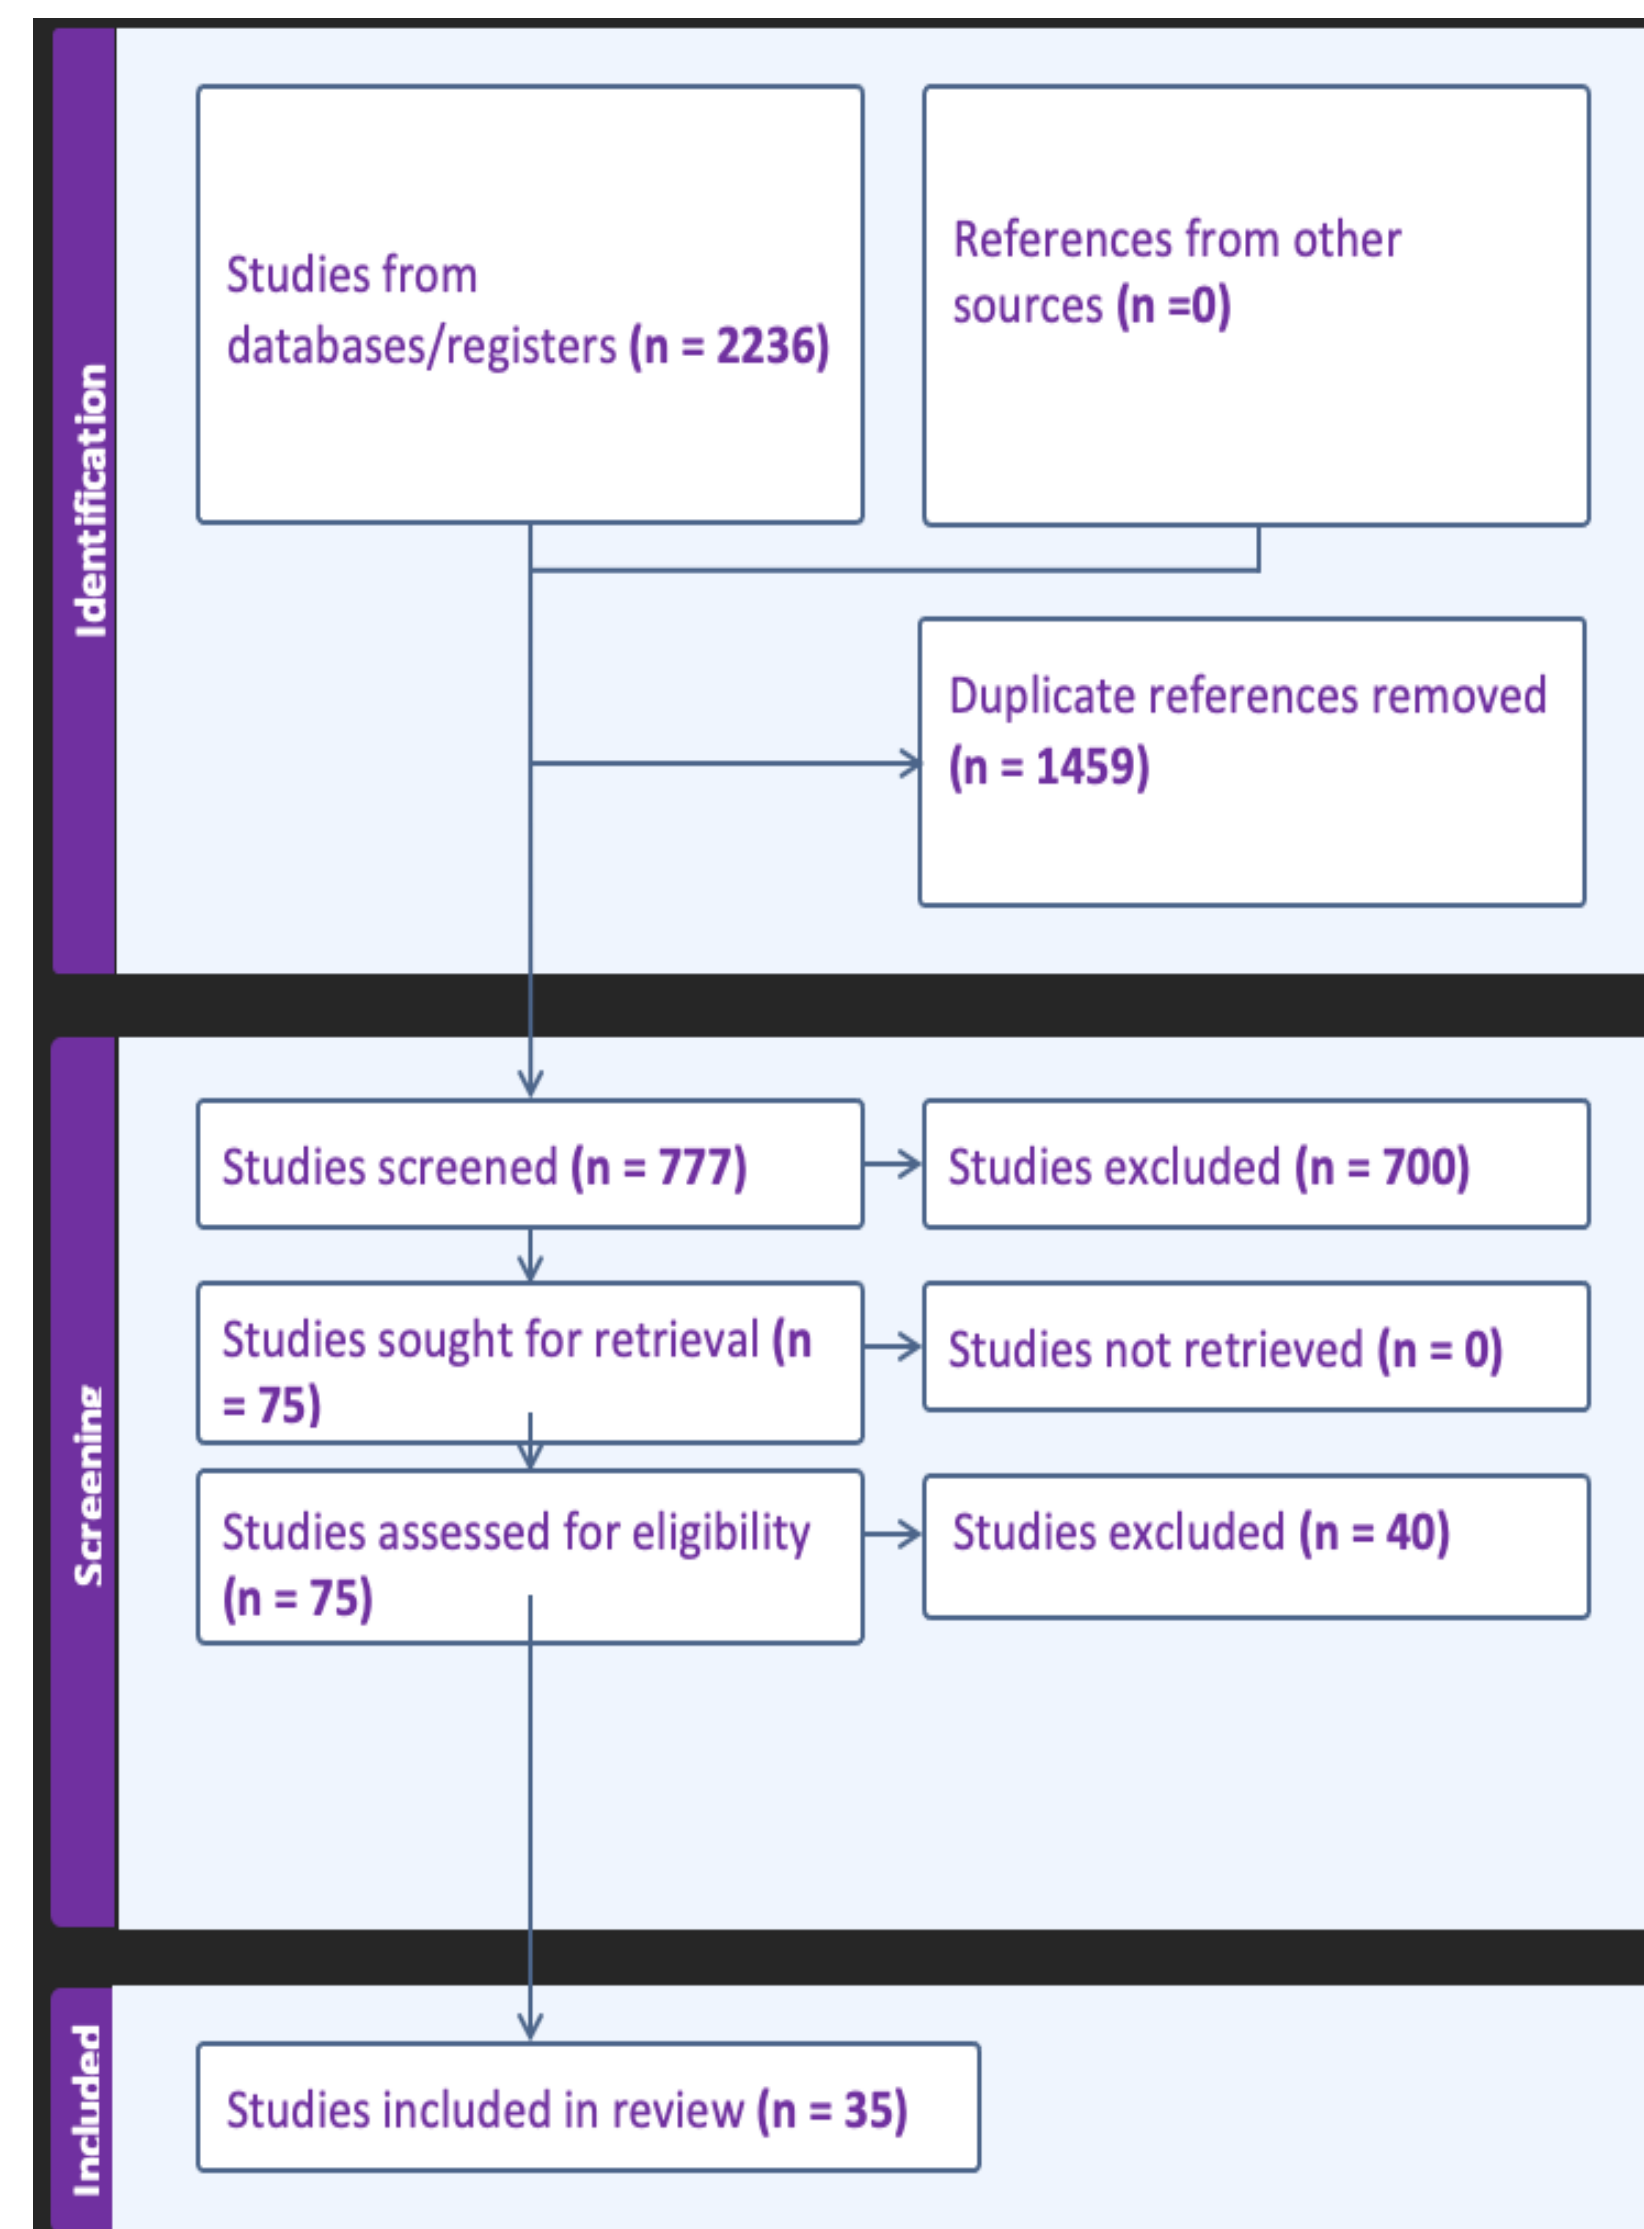 Identification
Studies from
databases/registers (n = 2236)
References from other
sources (n =0)
Duplicate references removed
(n = 1459)
Screening
Studies screened (n = 777)
Studies excluded (n = 700)
Studies sought for retrieval (n
= 75)
Studies not retrieved (n = 0)
Studies assessed for eligibility
(n = 75)
Studies excluded (n = 40)
Included
Studies included in review (n = 35)